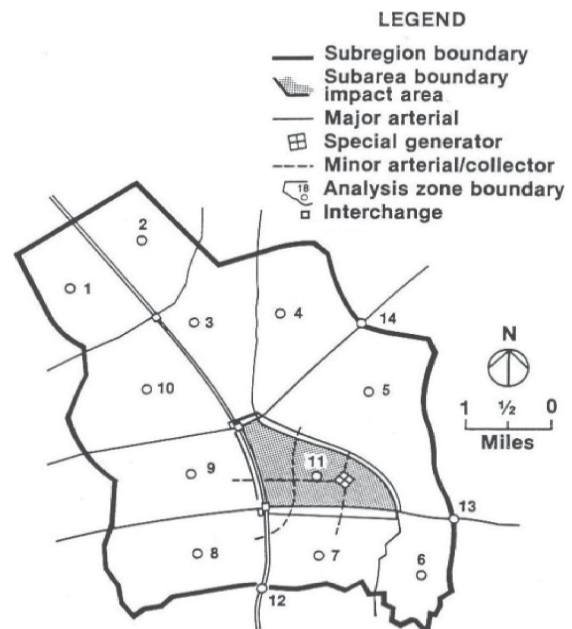 LEGEND
Subregion boundary
Subarea boundary
impact area
Major arterial
Special generator
Minor arterial/collector
18
Analysis zone boundary
Interchange
2
1
3
4
14
N
10
5
1 ½ 0
Miles
9
11
13
8
7
6
12